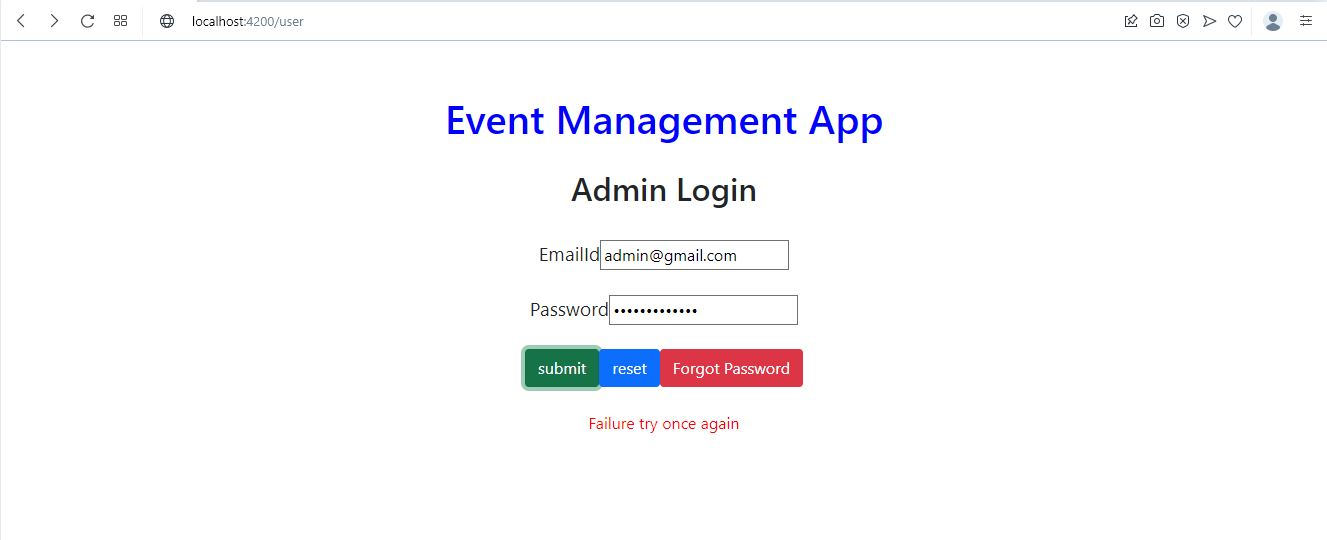 localhost:4200/user
Event Management App
Admin Login
EmailId admin@gmail.com
Password •••••••••••••
submit reset Forgot Password
Failure try once again